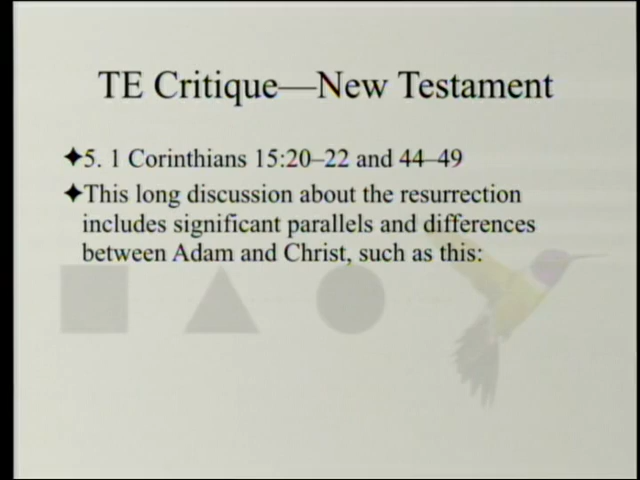 TE Critique—New Testament
✦5. 1 Corinthians 15:20–22 and 44–49
✦This long discussion about the resurrection
includes significant parallels and differences
between Adam and Christ, such as this: